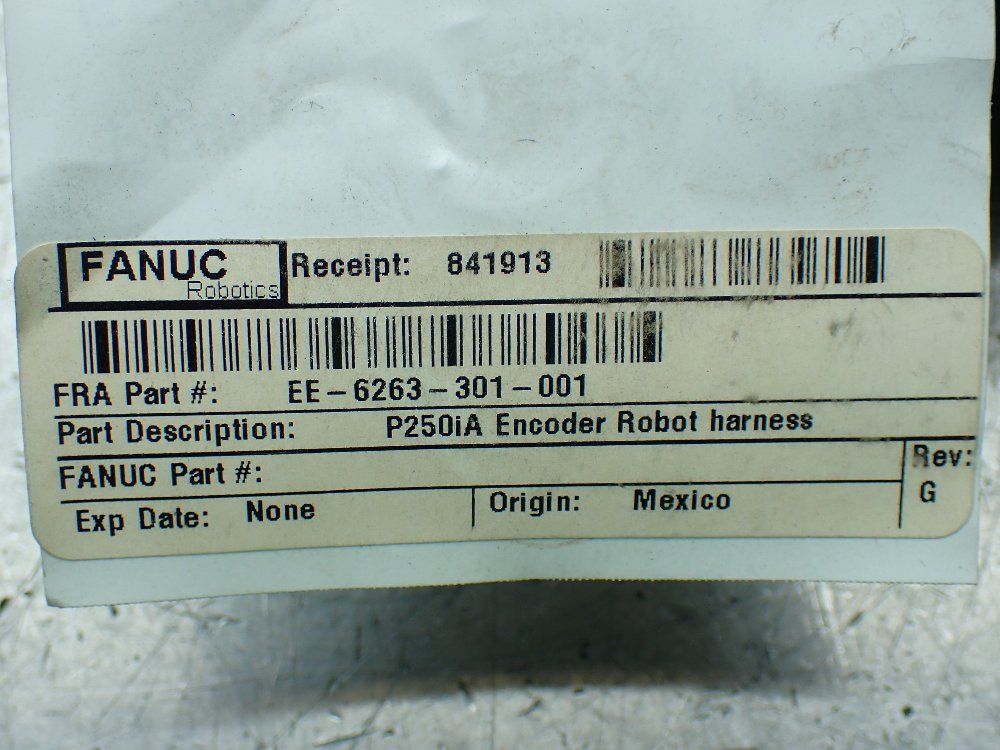 FANUC Robotics Receipt: 841913
FRA Part #: EE-6263-301-001
Part Description: P250iA Encoder Robot harness
FANUC Part #:
Rev: G
Exp Date: None Origin: Mexico